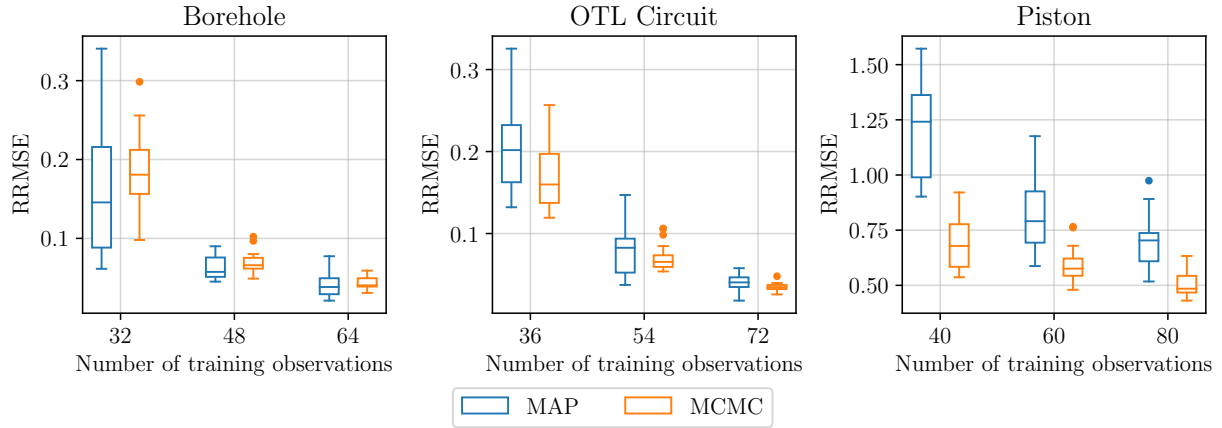 Borehole
RRMSE
0.3
0.2
0.1
32 48 64
Number of training observations
OTL Circuit
RRMSE
0.3
0.2
0.1
36 54 72
Number of training observations
Piston
RRMSE
1.50
1.25
1.00
0.75
0.50
40 60 80
Number of training observations
MAP MCMC